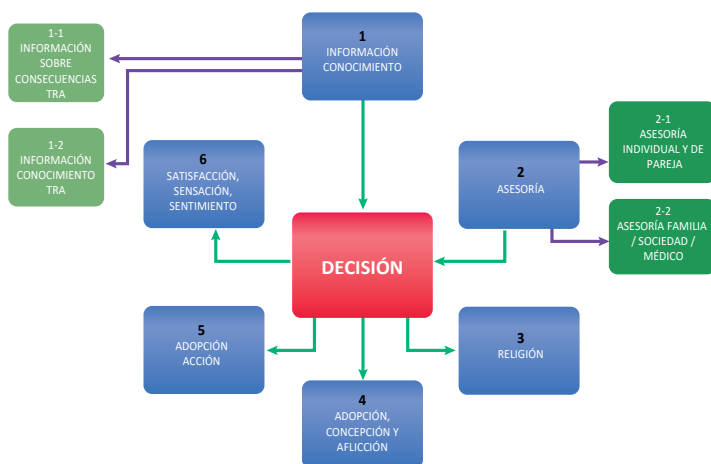 1
INFORMACIÓN
CONOCIMIENTO
1-1
INFORMACIÓN
SOBRE
CONSECUENCIAS
TRA
1-2
INFORMACIÓN
CONOCIMIENTO
TRA
6
SATISFACCIÓN,
SENSACIÓN,
SENTIMIENTO
2
ASESORÍA
2-1
ASESORÍA
INDIVIDUAL Y DE
PAREJA
2-2
ASESORÍA FAMILIA
/ SOCIEDAD /
MÉDICO
DECISIÓN
5
ADOPCIÓN
ACCIÓN
3
RELIGIÓN
4
ADOPCIÓN,
CONCEPCIÓN Y
AFLICCIÓN